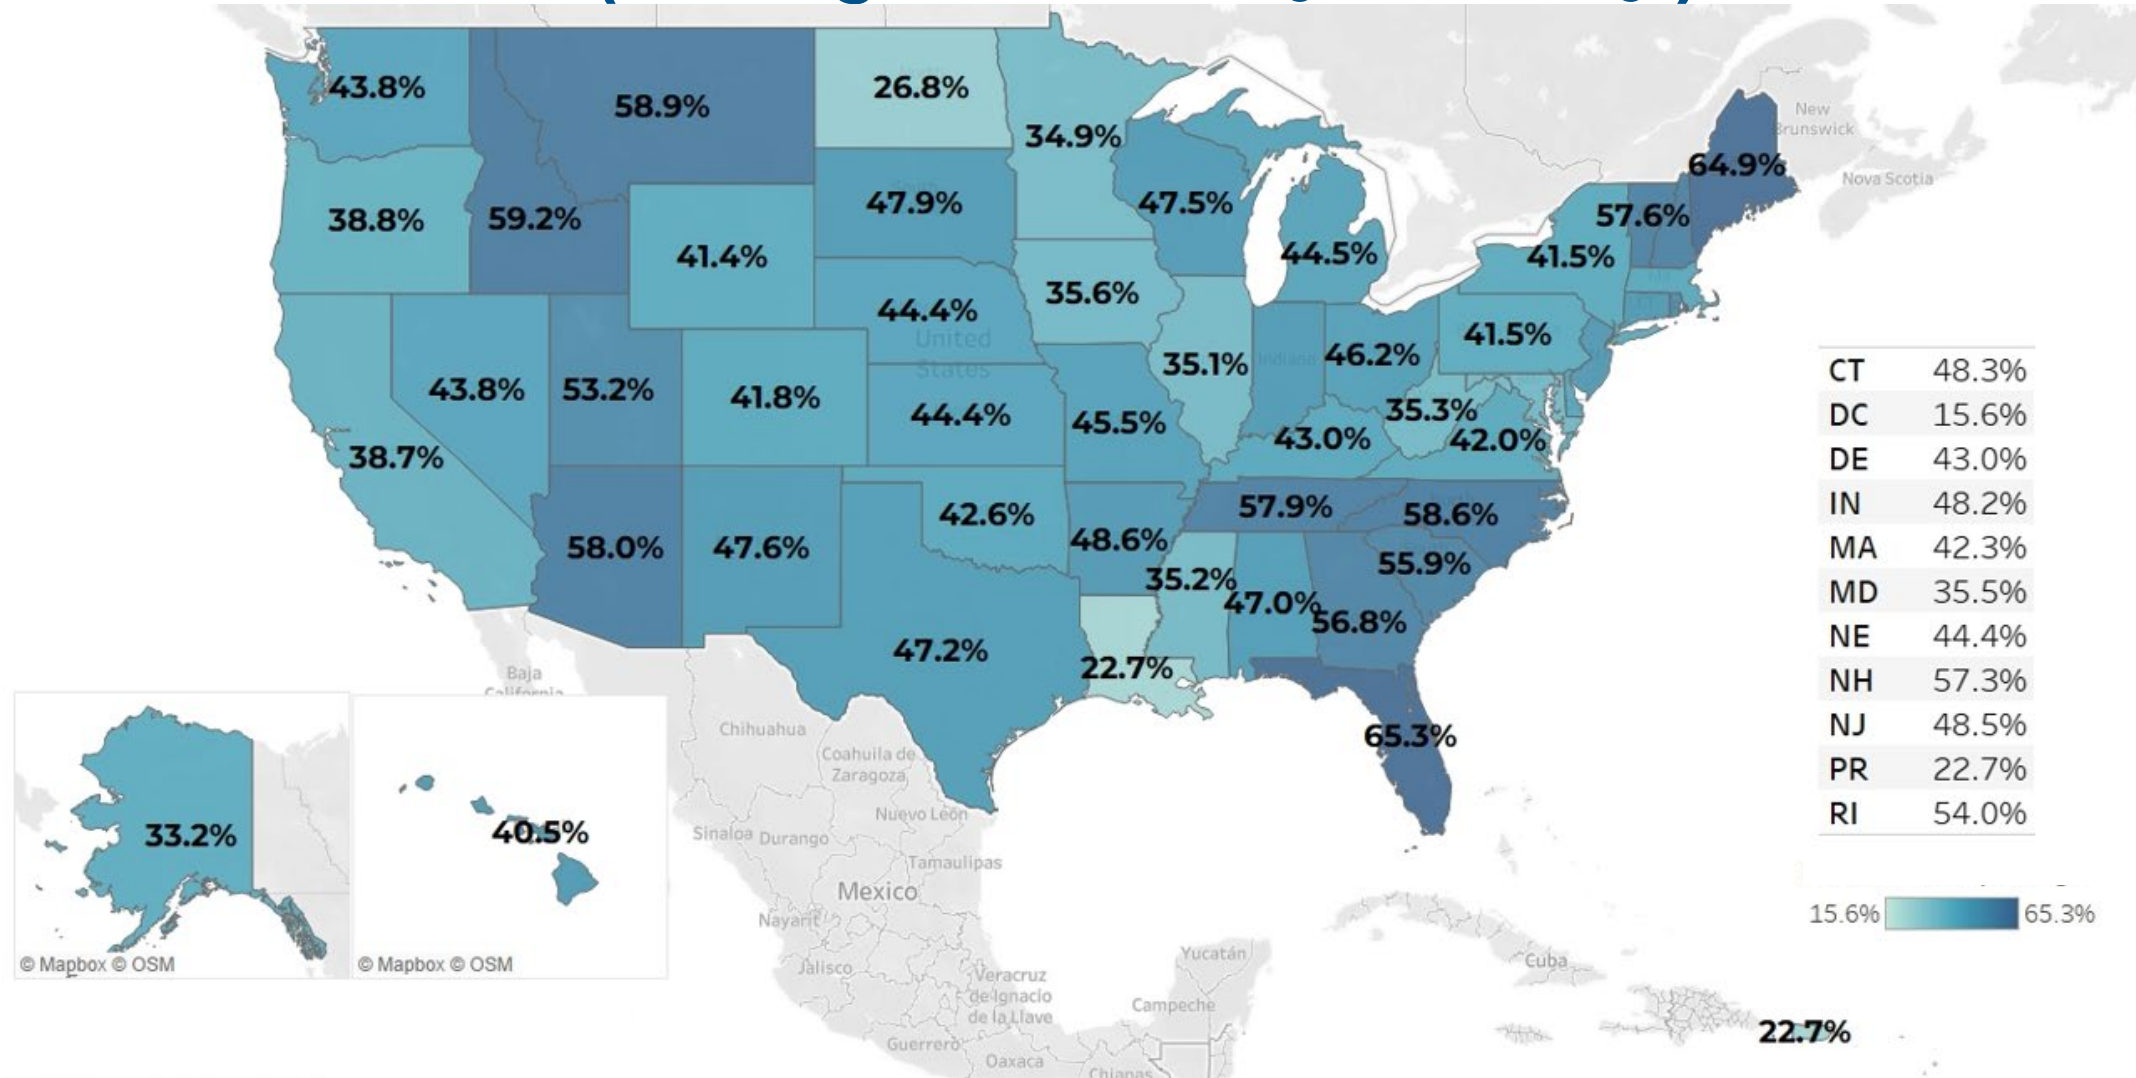 43.8%
58.9%
26.8%
34.9%
New
Brunswick
64.9%
Nova Scotia
38.8%
59.2%
41.4%
47.9%
47.5%
44.5%
57.6%
41.5%
35.6%
44.4%
United
States
41.5%
43.8%
53.2%
41.8%
44.4%
45.5%
35.1%
Indiana
46.2%
35.3%
43.0%
42.0%
38.7%
58.0%
47.6%
42.6%
48.6%
57.9%
58.6%
35.2%
47.0%
55.9%
56.8%
47.2%
22.7%
65.3%
CT 48.3%
DC 15.6%
DE 43.0%
IN 48.2%
MA 42.3%
MD 35.5%
NE 44.4%
NH 57.3%
NJ 48.5%
PR 22.7%
RI 54.0%
15.6% 65.3%
Baja
California
Chihuahua
Coahuila de
Zaragoza
Nuevo León
Sinaloa
Durango
Tamaulipas
Mexico
Nayarit
Jalisco
Veracruz
de Ignacio
de la Llave
Guerrero
Oaxaca
Chiapas
Yucatán
Campeche
Cuba
22.7%
33.2%
© Mapbox © OSM
40.5%
© Mapbox © OSM